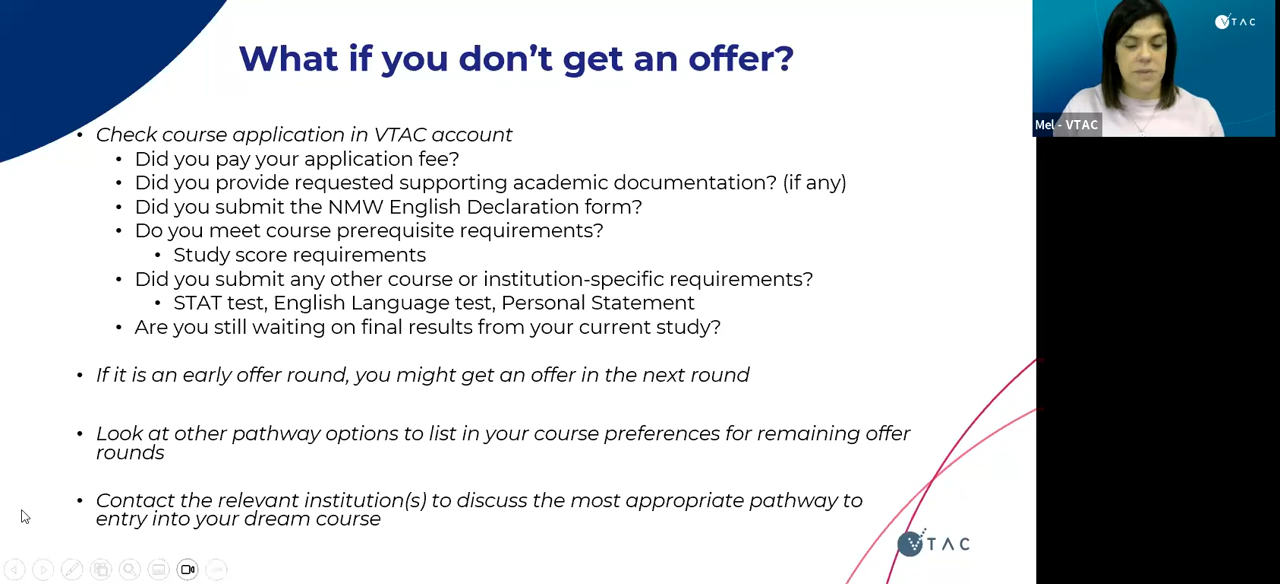 What if you don't get an offer?
• Check course application in VTAC account
• Did you pay your application fee?
• Did you provide requested supporting academic documentation? (if any)
• Did you submit the NMW English Declaration form?
• Do you meet course prerequisite requirements?
• Study score requirements
• Did you submit any other course or institution-specific requirements?
• STAT test, English Language test, Personal Statement
• Are you still waiting on final results from your current study?
• If it is an early offer round, you might get an offer in the next round
• Look at other pathway options to list in your course preferences for remaining offer
rounds
• Contact the relevant institution(s) to discuss the most appropriate pathway to
entry into your dream course
VTAC
VTAC
Mel - VTAC